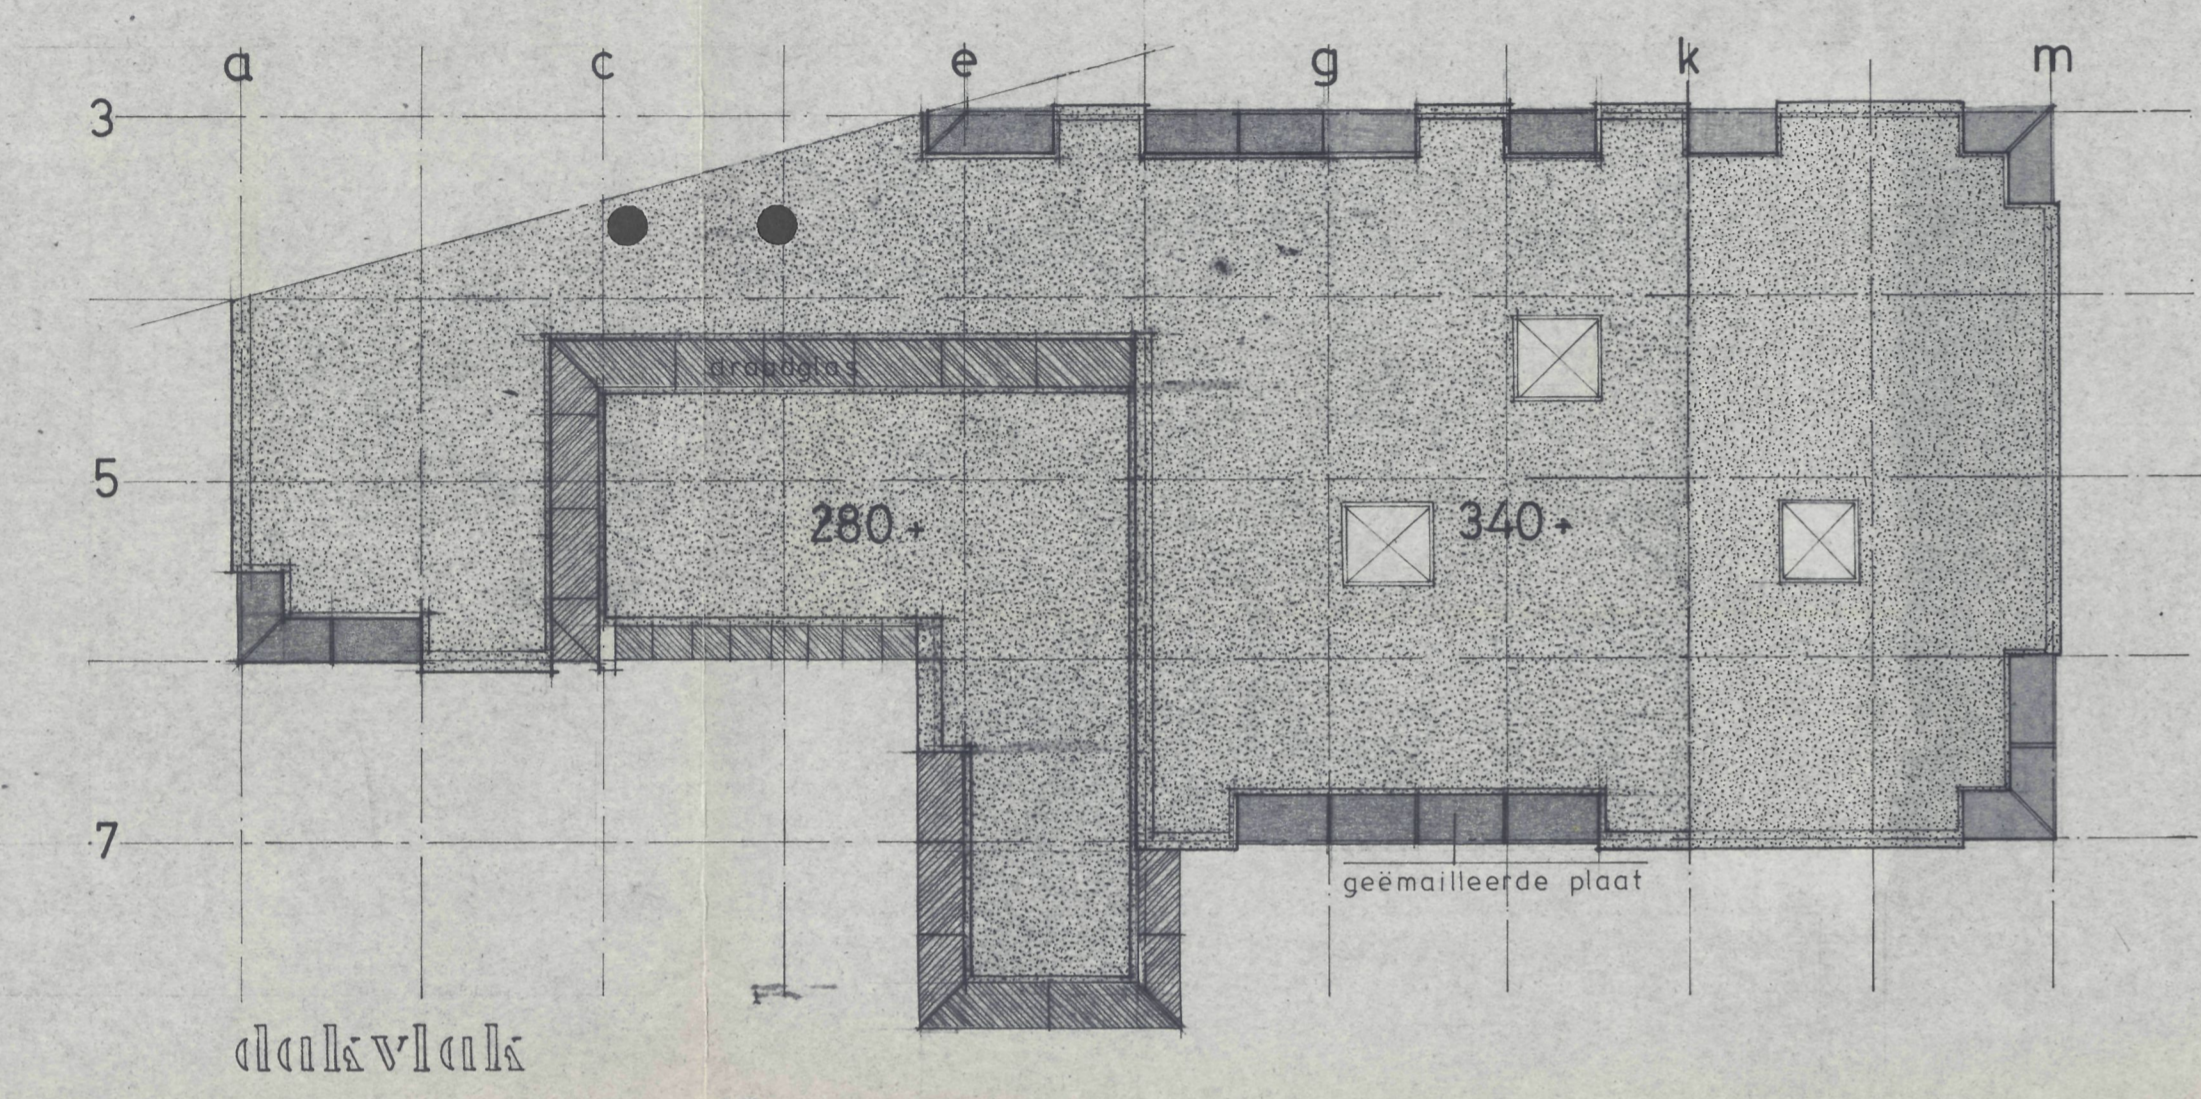 a c e g k m
3
draadglas
5
280+ 340+
7
geëmailleerde plaat
dakvlak